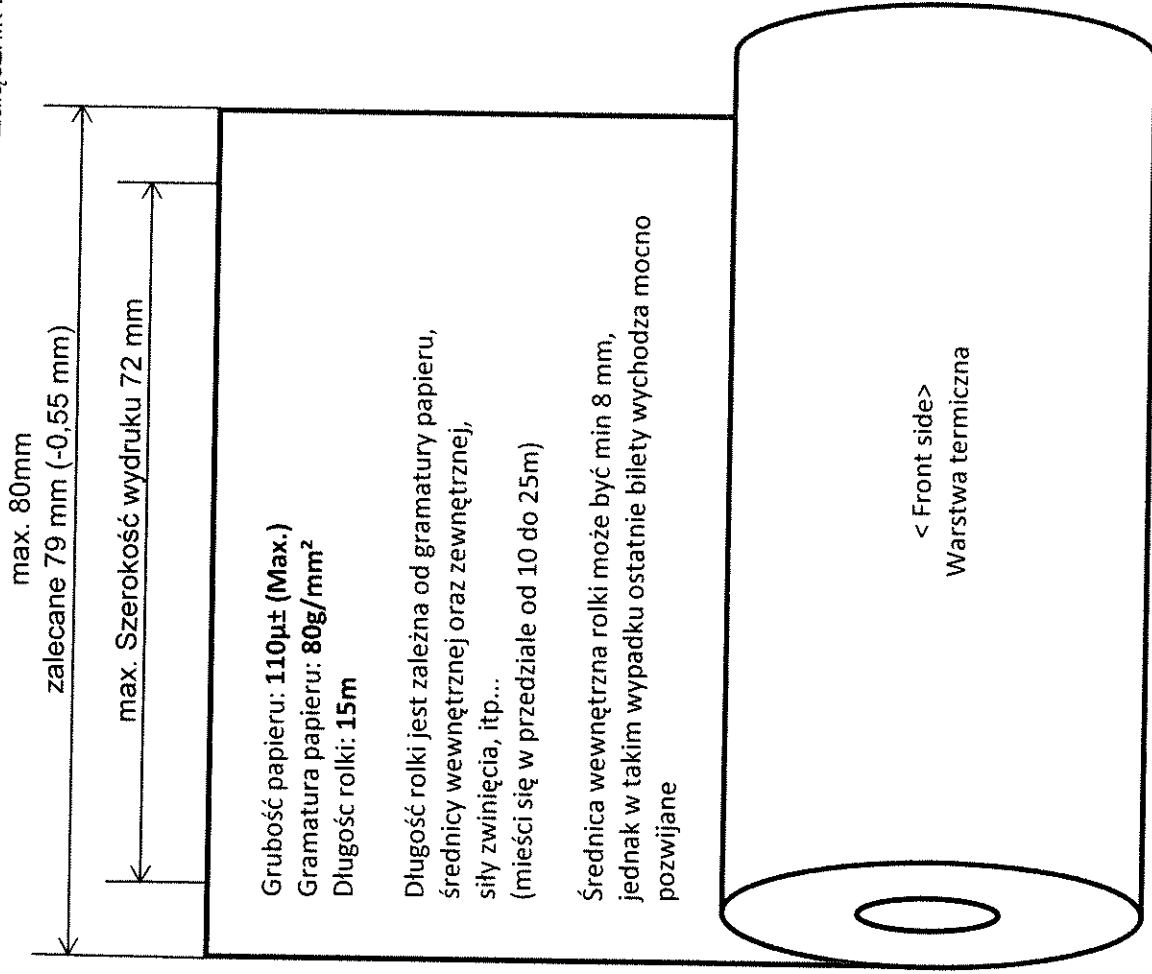 max. 80mm
zalecane 79 mm (-0,55 mm)
max. Szerokość wydruku 72 mm
Grubość papieru: 110µ± (Max.)
Gramatura papieru: 80g/mm²
Długośc rolki: 15m
Długość rolki jest zależna od gramatury papieru,
średnicy wewnętrznej oraz zewnętrznej,
siły zwinięcia, itp...
(mieści się w przedziale od 10 do 25m)
Średnica wewnętrzna rolki może być min 8 mm,
jednak w takim wypadku ostatnie bilety wychodza mocno
pozwijane
< Front side>
Warstwa termiczna